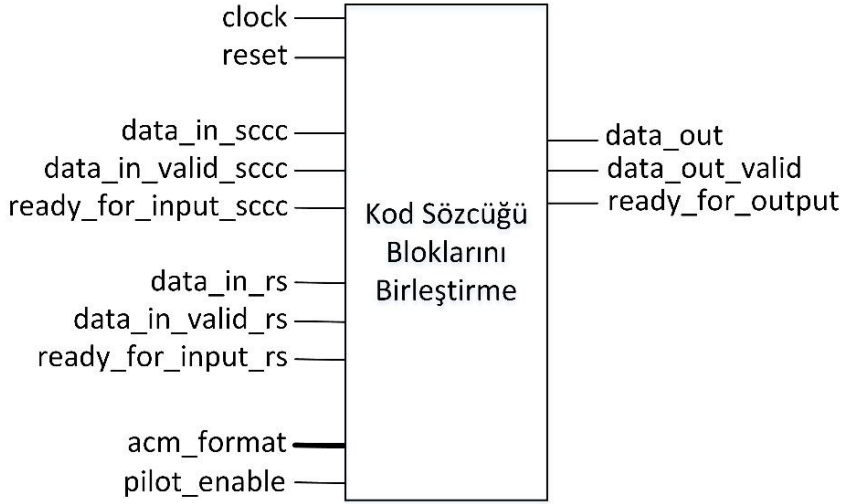 clock
reset
data_in_sccc
data_in_valid_sccc
ready_for_input_sccc
data_in_rs
data_in_valid_rs
ready_for_input_rs
acm_format
pilot_enable
Kod Sözcüğü
Bloklarını
Birleştirme
data_out
data_out_valid
ready_for_output